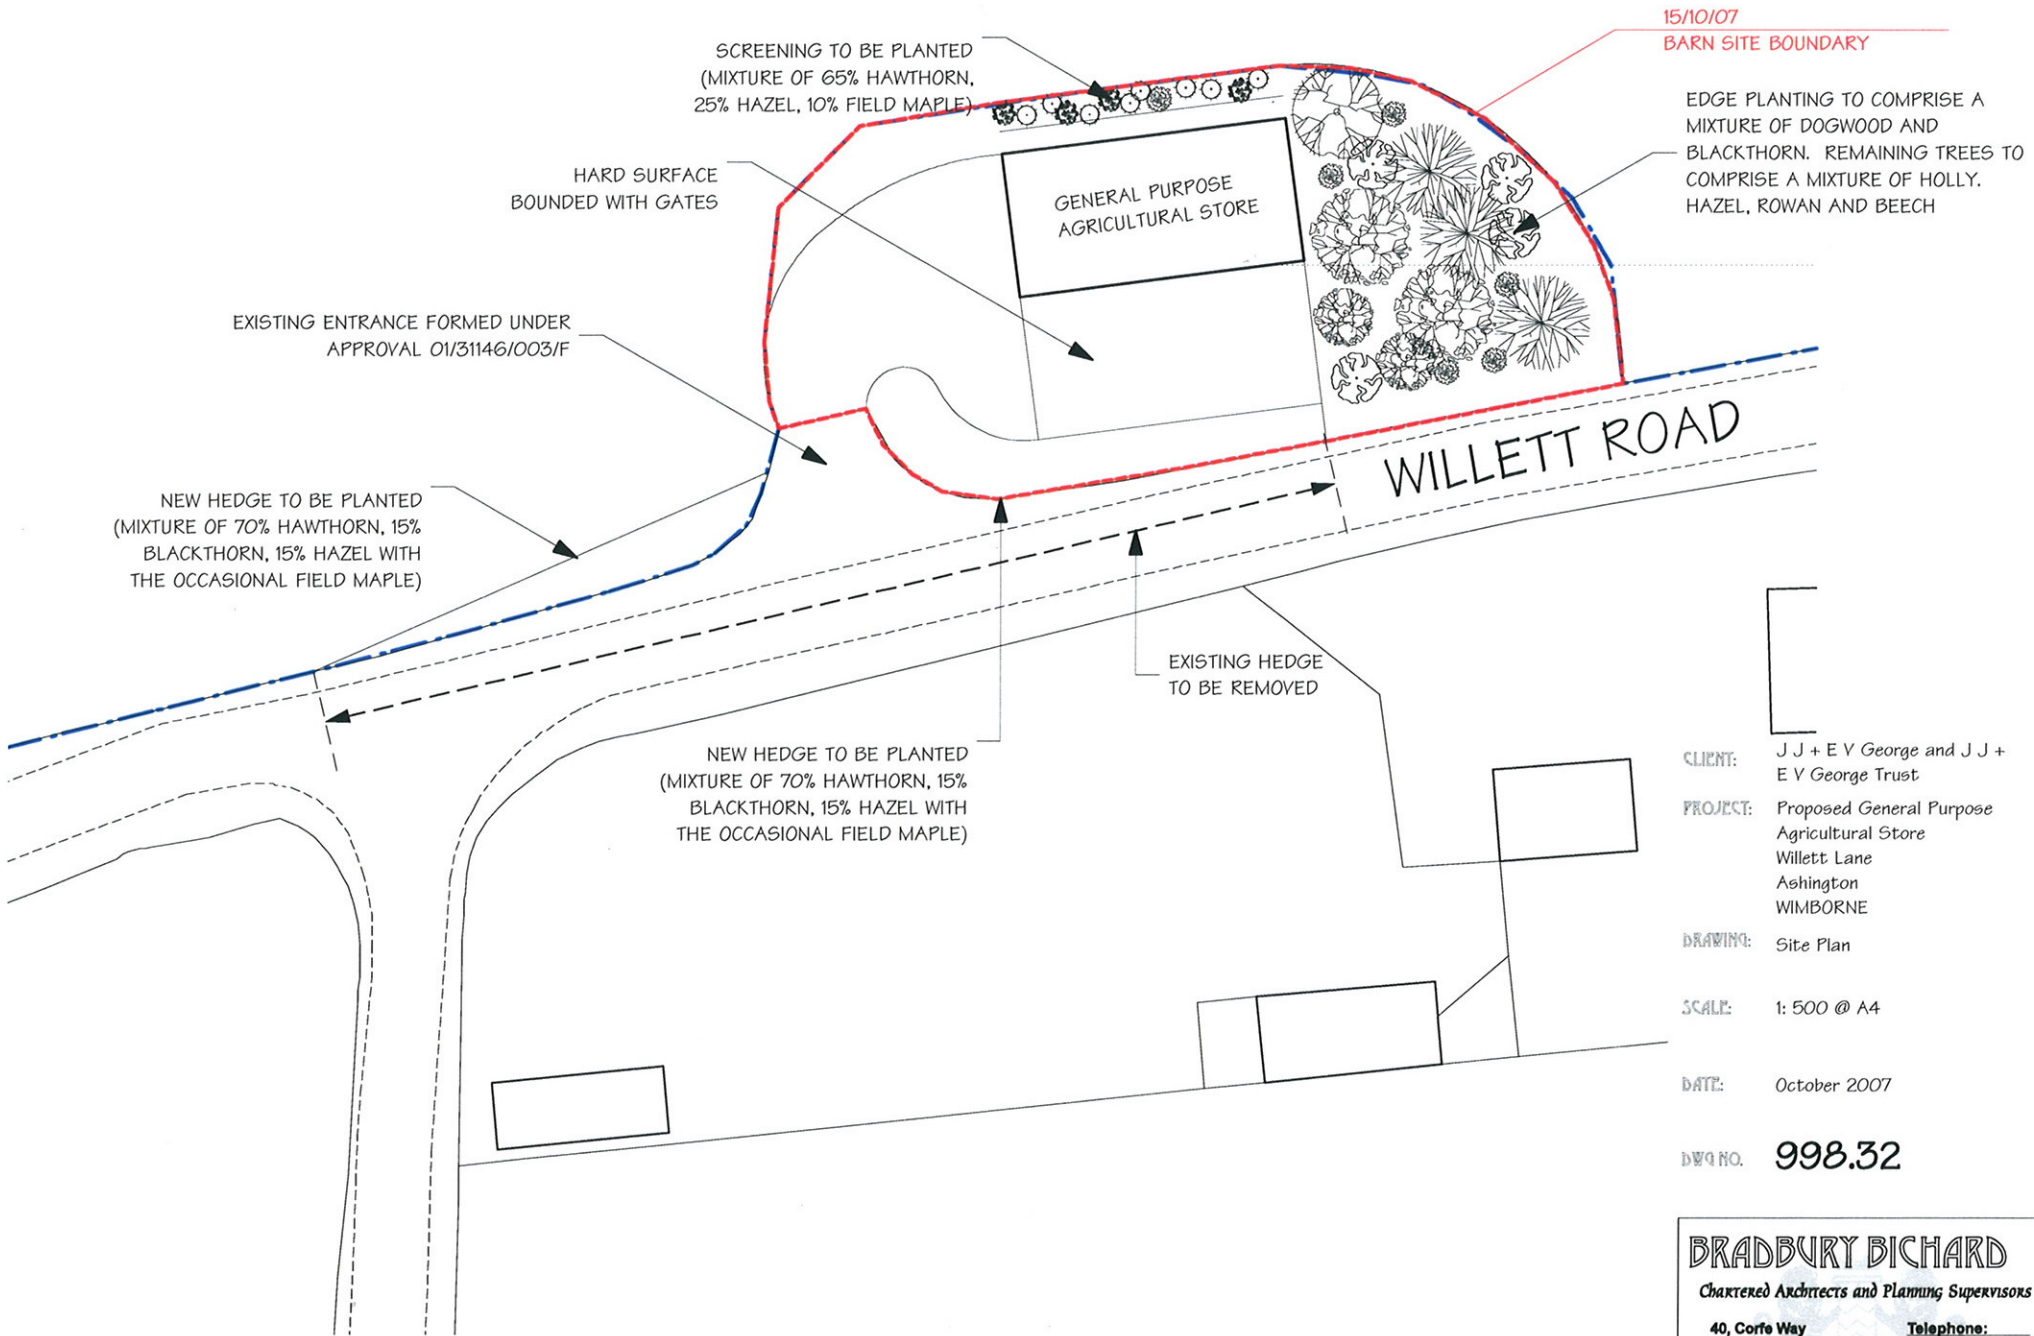 15/10/07
BARN SITE BOUNDARY
SCREENING TO BE PLANTED
(MIXTURE OF 65% HAWTHORN,
25% HAZEL, 10% FIELD MAPLE)
EDGE PLANTING TO COMPRISE A
MIXTURE OF DOGWOOD AND
BLACKTHORN. REMAINING TREES TO
COMPRISE A MIXTURE OF HOLLY.
HAZEL, ROWAN AND BEECH
HARD SURFACE
BOUNDED WITH GATES
GENERAL PURPOSE
AGRICULTURAL STORE
EXISTING ENTRANCE FORMED UNDER
APPROVAL 01/31146/003/F
WILLETT ROAD
NEW HEDGE TO BE PLANTED
(MIXTURE OF 70% HAWTHORN, 15%
BLACKTHORN, 15% HAZEL WITH
THE OCCASIONAL FIELD MAPLE)
EXISTING HEDGE
TO BE REMOVED
NEW HEDGE TO BE PLANTED
(MIXTURE OF 70% HAWTHORN, 15%
BLACKTHORN, 15% HAZEL WITH
THE OCCASIONAL FIELD MAPLE)
CLIENT: J J + E V George and J J +
E V George Trust
PROJECT: Proposed General Purpose
Agricultural Store
Willett Lane
Ashington
WIMBORNE
DRAWING: Site Plan
SCALE: 1: 500 @ A4
DATE: October 2007
DWG NO. 998.32
BRADBURY BICHARD
Chartered Architects and Planning Supervisors
40, Corfe Way Telephone: